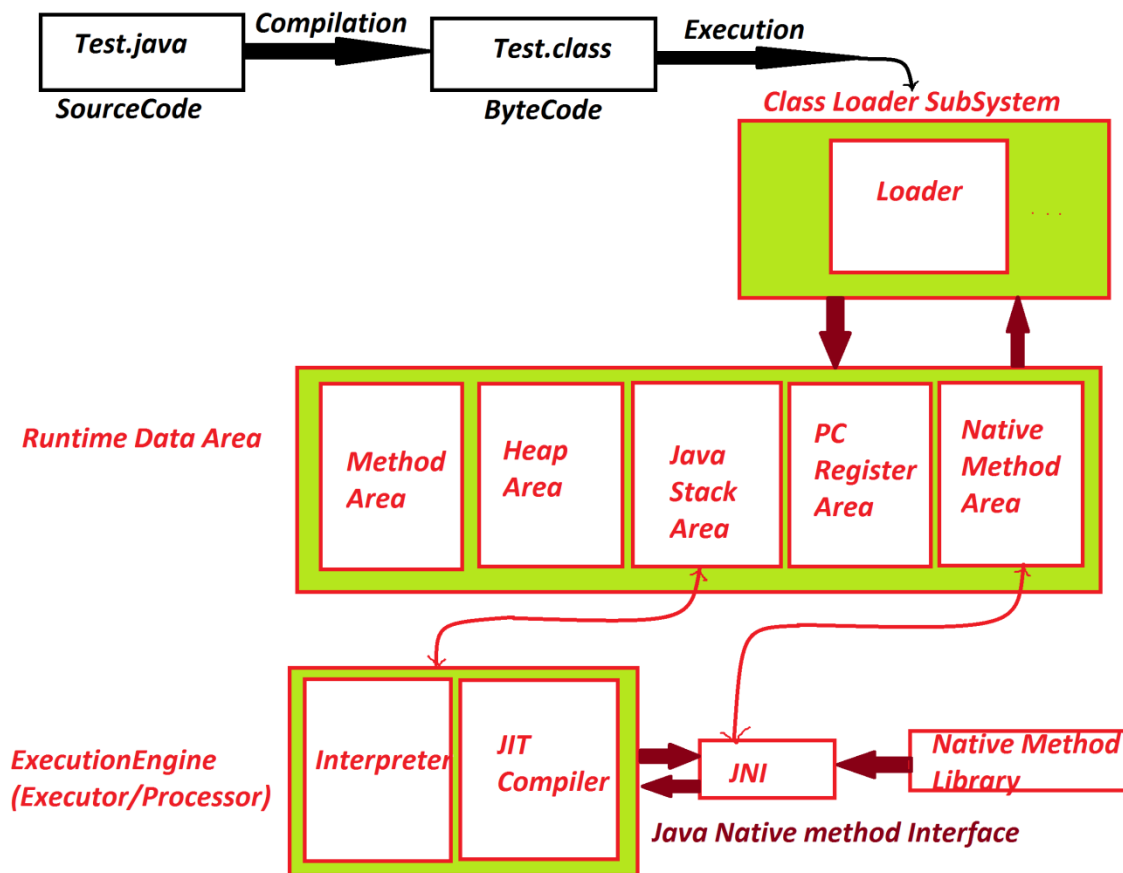 Test.java
Compilation
Test.class
Execution
SourceCode
ByteCode
Class Loader SubSystem
Loader
. . .
Runtime Data Area
Method
Area
Heap
Area
Java
Stack
Area
PC
Register
Area
Native
Method
Area
ExecutionEngine
(Executor/Processor)
Interpreter
JIT
Compiler
JNI
Native Method
Library
Java Native method Interface